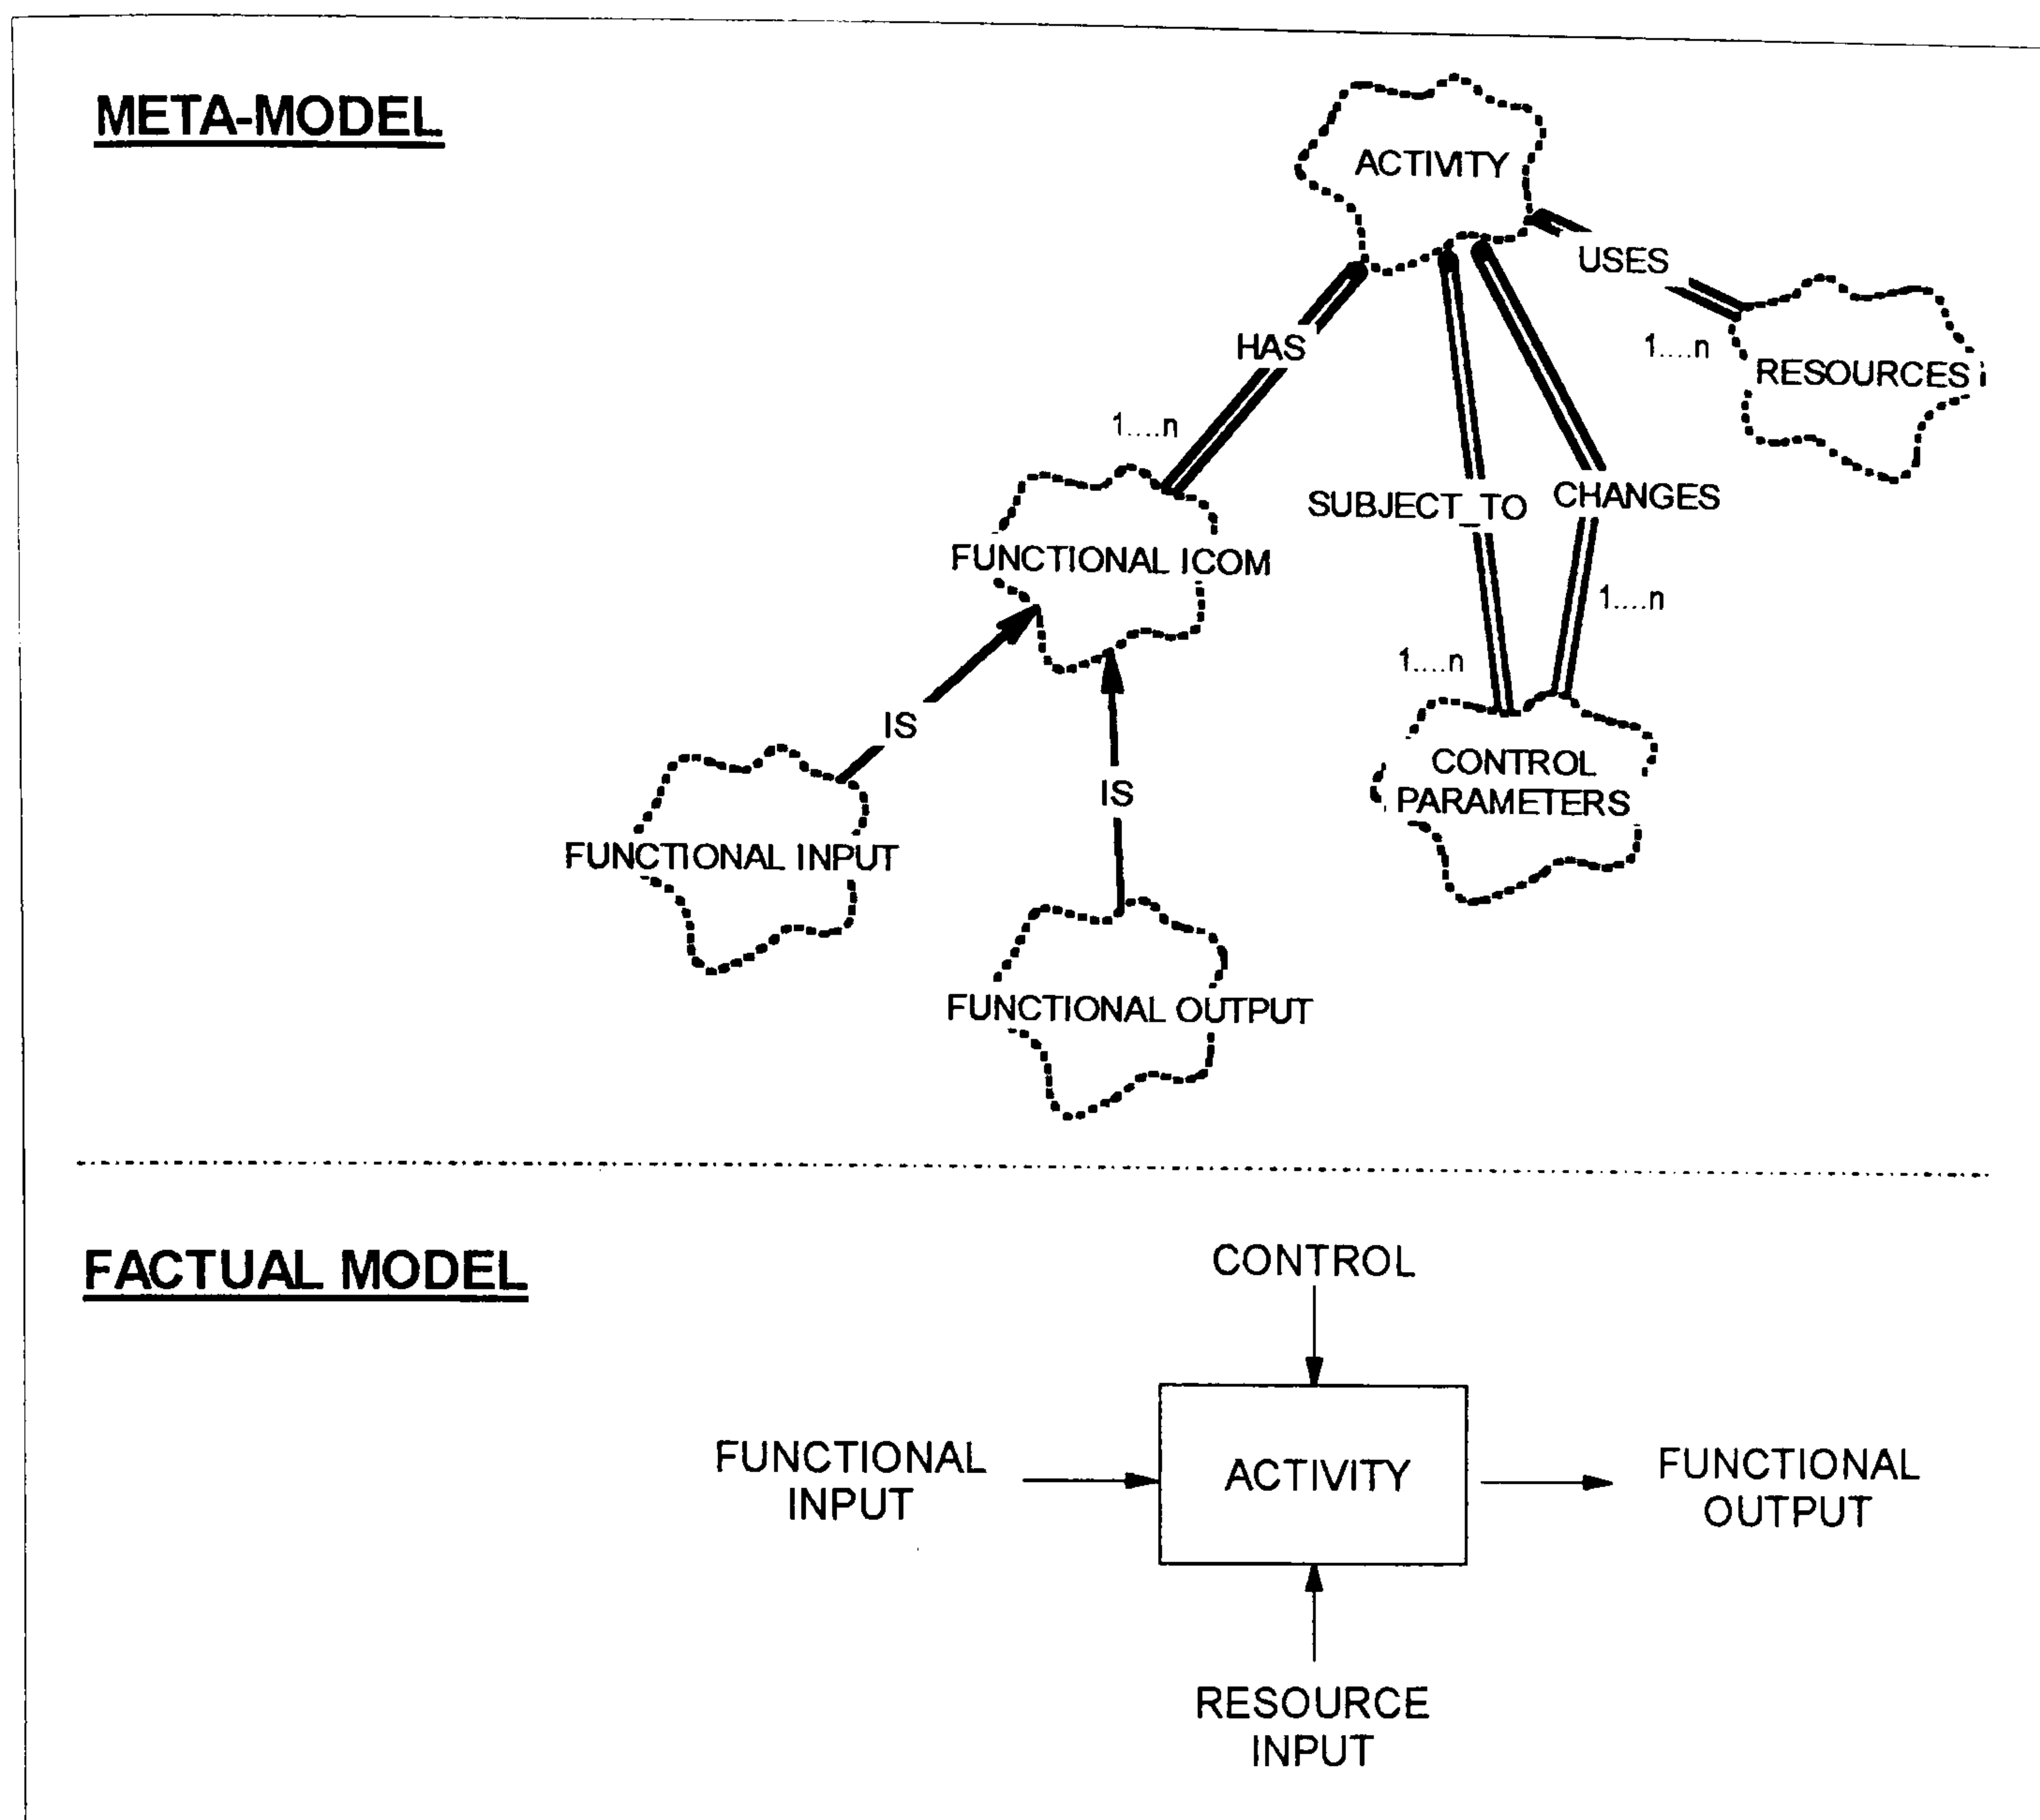 META-MODEL
ACTIVITY
USES
HAS
1....n
RESOURCES
1....n
SUBJECT_TO
CHANGES
FUNCTIONAL ICOM
1....n
1....n
IS
CONTROL
PARAMETERS
IS
FUNCTIONAL INPUT
FUNCTIONAL OUTPUT
FACTUAL MODEL
CONTROL
FUNCTIONAL
INPUT
ACTIVITY
FUNCTIONAL
OUTPUT
RESOURCE
INPUT